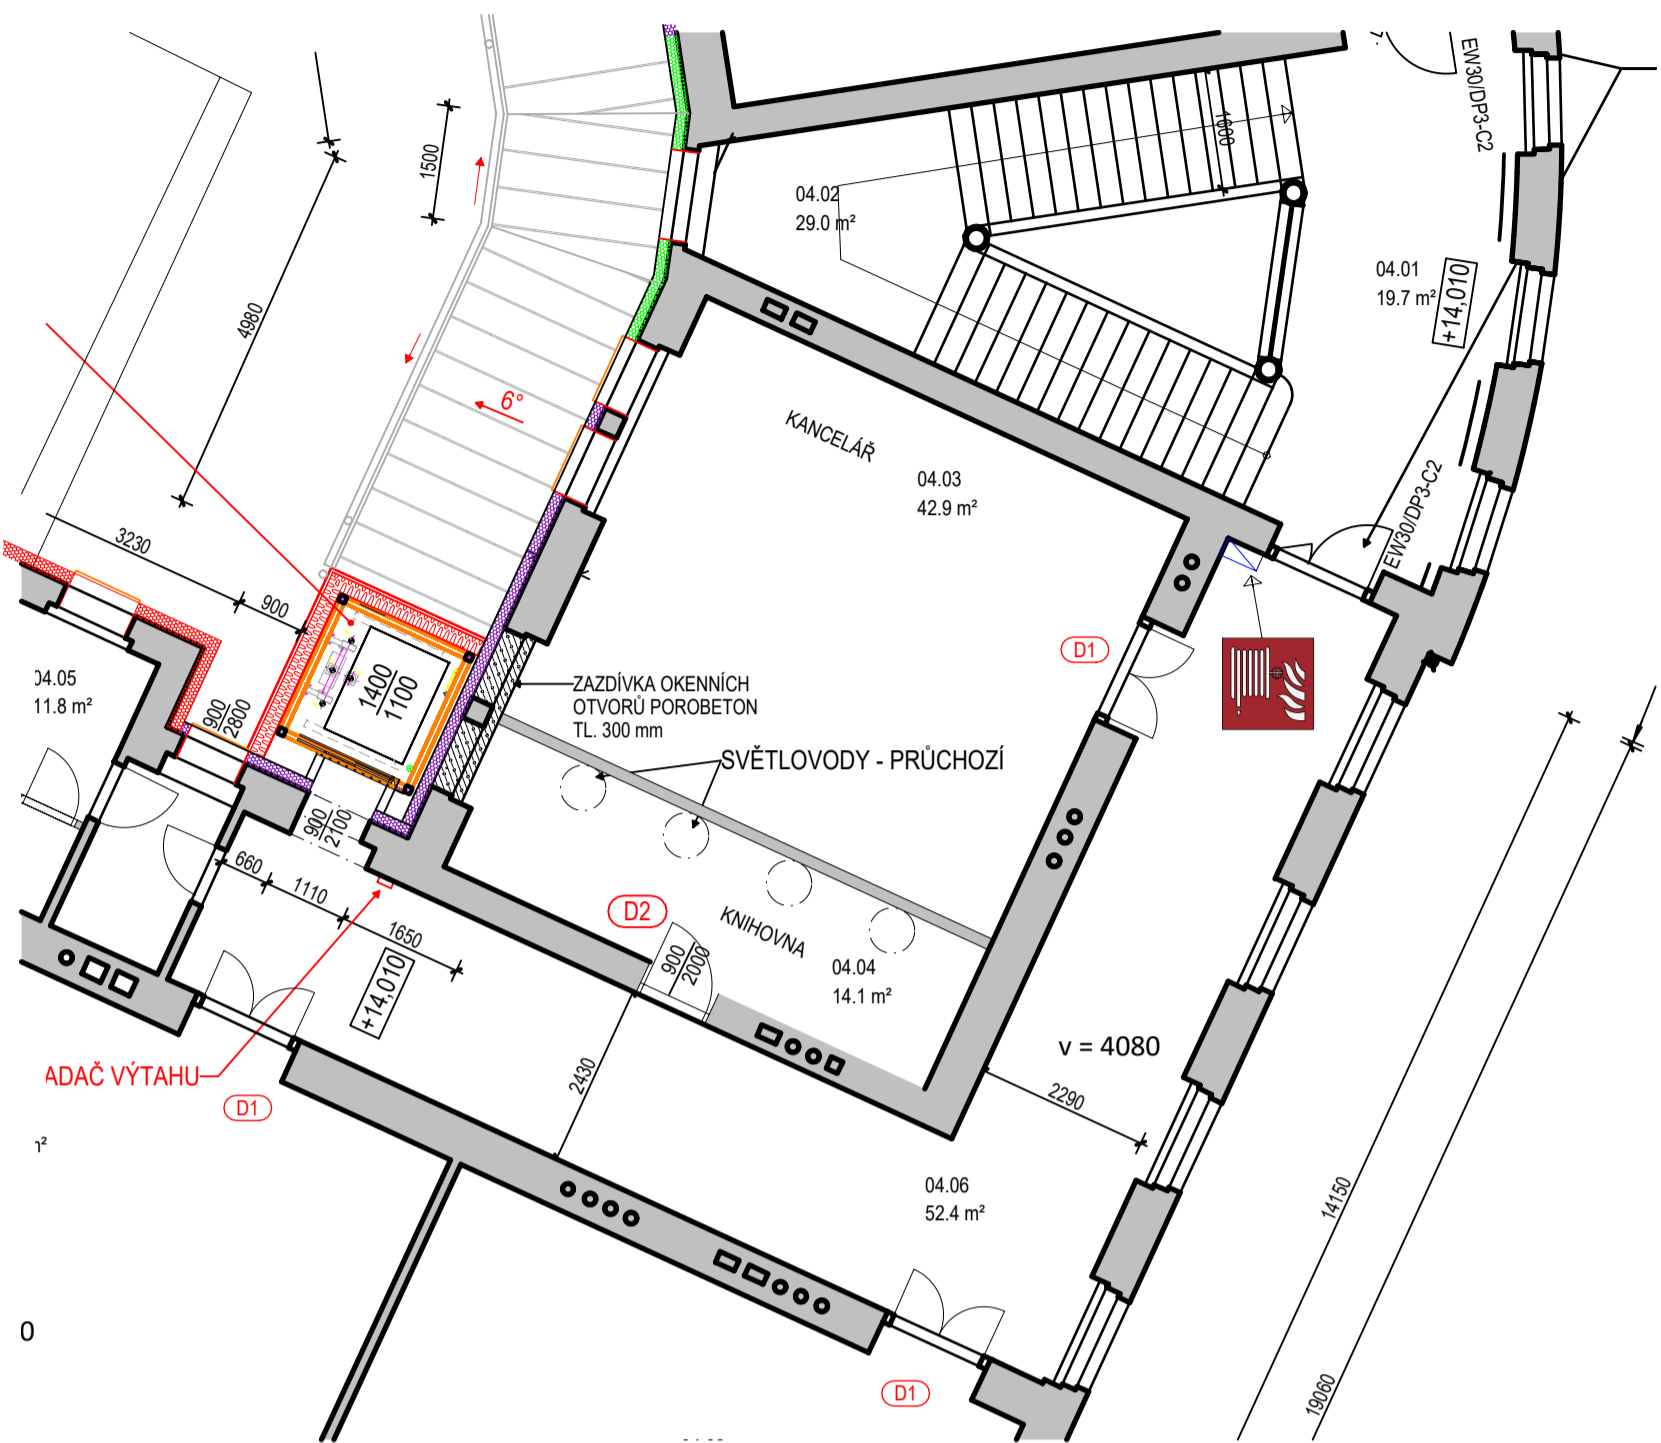 EW30/DP3-C2
1500
1600
04.02
29.0 m²
04.01
19.7 m²
+14,010
4980
6°
KANCELÁŘ
04.03
42.9 m²
EW30/DP3-C2
3230
900
D1
04.05
11.8 m²
900
2800
1400
1100
ZAZDÍVKA OKENNÍCH
OTVORŮ POROBETON
TL. 300 mm
SVĚTLOVODY - PRŮCHOZÍ
900
2100
660
1110
1650
+14,010
D2
KNIHOVNA
900
2000
04.04
14.1 m²
v = 4080
ADAČ VÝTAHU
D1
2430
2290
04.06
52.4 m²
14150
19060
D1
0